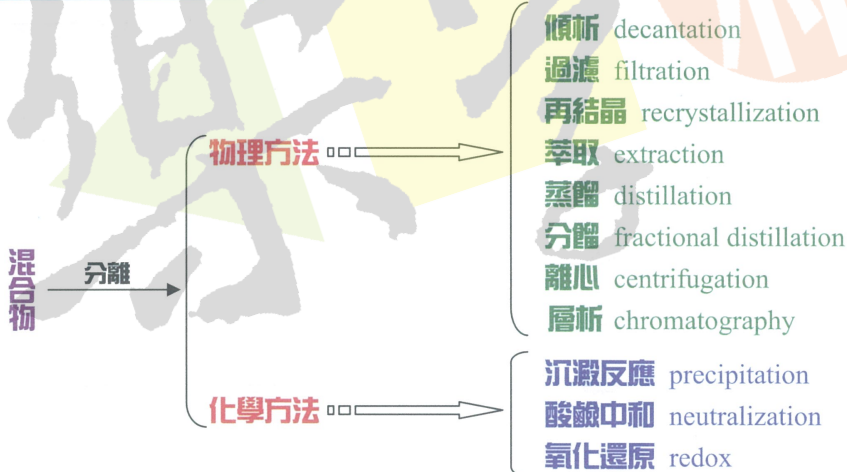 傾析 decantation
過濾 filtration
再結晶 recrystallization
物理方法
萃取 extraction
蒸餾 distillation
分餾 fractional distillation
混合物
分離
離心 centrifugation
層析 chromatography
沉澱反應 precipitation
化學方法
酸鹼中和 neutralization
氧化還原 redox